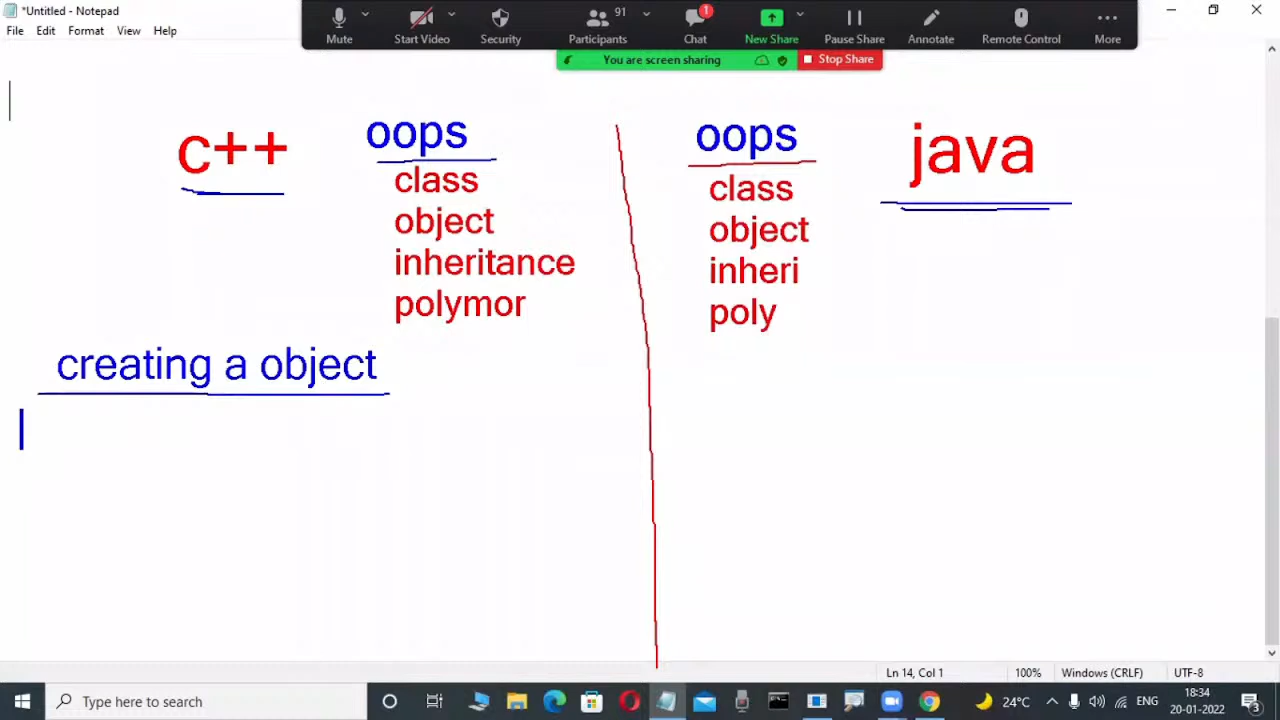 *Untitled - Notepad
File Edit Format View Help
Mute Start Video Security Participants 91 Chat 1 New Share Pause Share Annotate Remote Control More
You are screen sharing Stop Share
c++ oops
class
object
inheritance
polymor
oops java
class
object
inheri
poly
creating a object
Ln 14, Col 1 100% Windows (CRLF) UTF-8
Type here to search
24°C ENG 18:34
20-01-2022 3